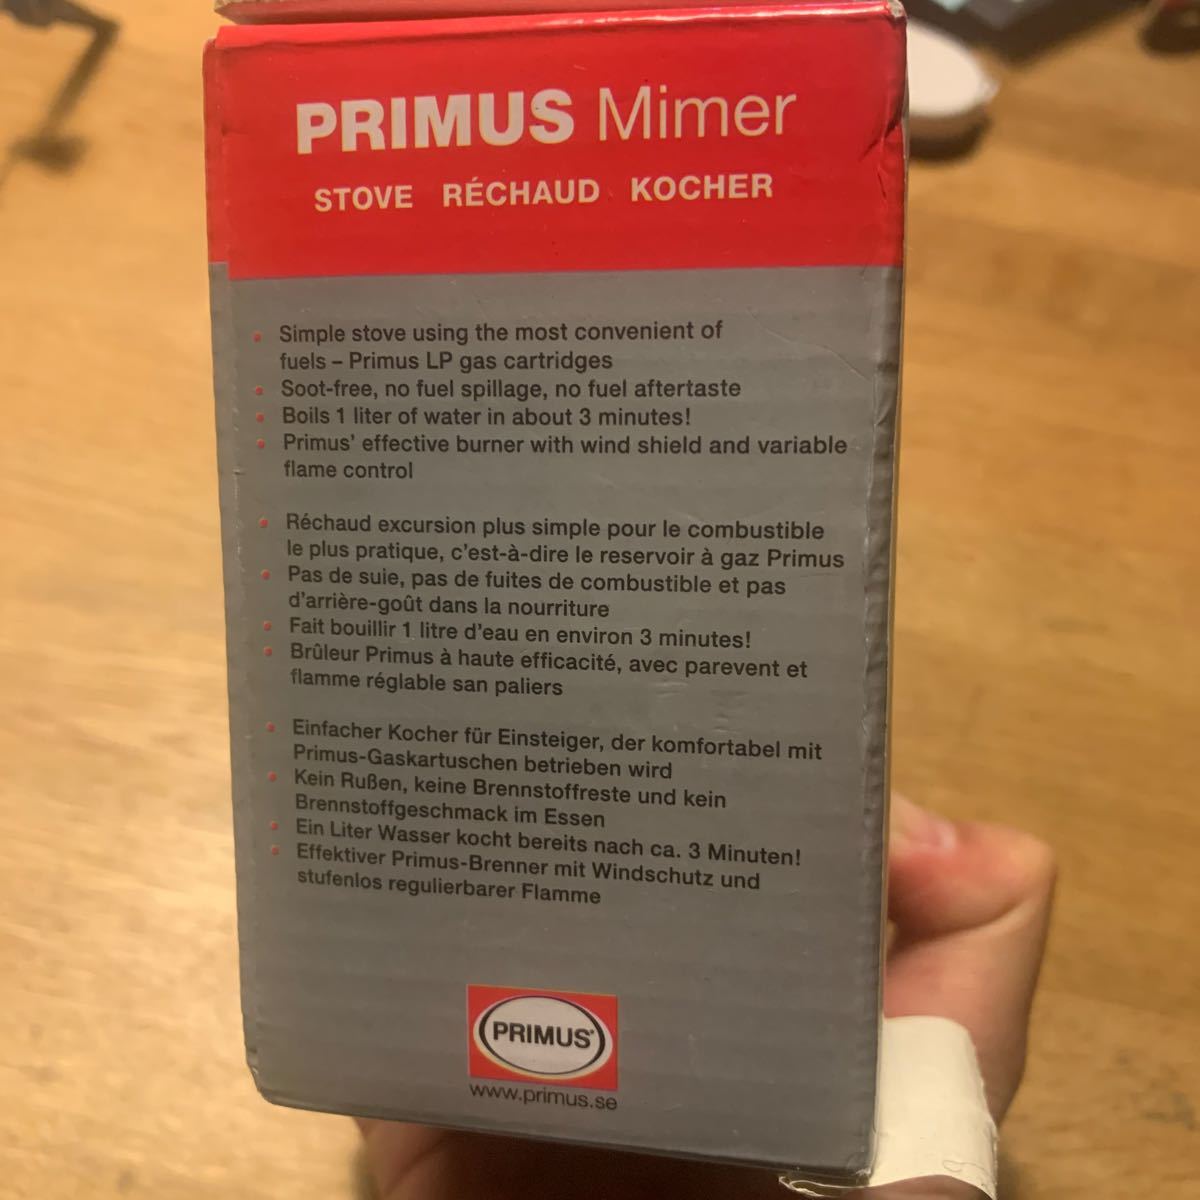 PRIMUS Mimer
STOVE RÉCHAUD KOCHER
• Simple stove using the most convenient of
fuels – Primus LP gas cartridges
• Soot-free, no fuel spillage, no fuel aftertaste
• Boils 1 liter of water in about 3 minutes!
• Primus' effective burner with wind shield and variable
flame control
• Réchaud excursion plus simple pour le combustible
le plus pratique, c'est-à-dire le reservoir à gaz Primus
• Pas de suie, pas de fuites de combustible et pas
d'arrière-goût dans la nourriture
• Fait bouillir 1 litre d'eau en environ 3 minutes!
• Brûleur Primus à haute efficacité, avec parevent et
flamme réglable san paliers
• Einfacher Kocher für Einsteiger, der komfortabel mit
Primus-Gaskartuschen betrieben wird
• Kein Rußen, keine Brennstoffreste und kein
Brennstoffgeschmack im Essen
• Ein Liter Wasser kocht bereits nach ca. 3 Minuten!
• Effektiver Primus-Brenner mit Windschutz und
stufenlos regulierbarer Flamme
PRIMUS®
www.primus.se